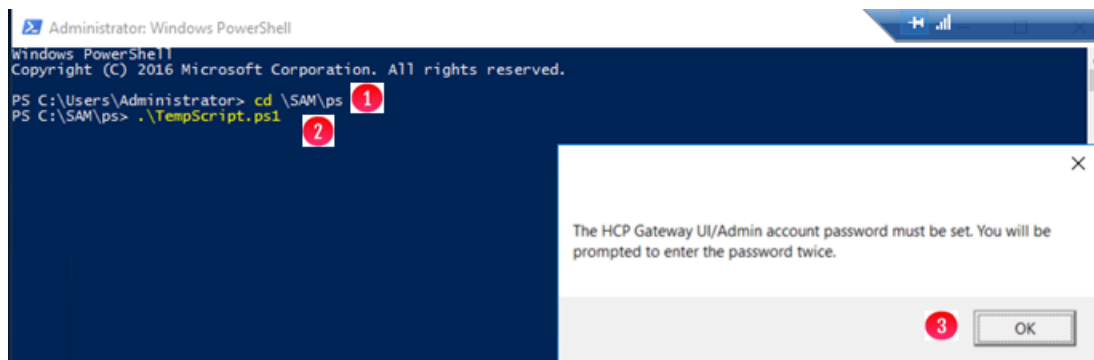 Administrator: Windows PowerShell
Windows PowerShell
Copyright (C) 2016 Microsoft Corporation. All rights reserved.
PS C:\Users\Administrator> cd \SAM\ps 1
PS C:\SAM\ps> .\TempScript.ps1
2
The HCP Gateway UI/Admin account password must be set. You will be
prompted to enter the password twice.
3 OK